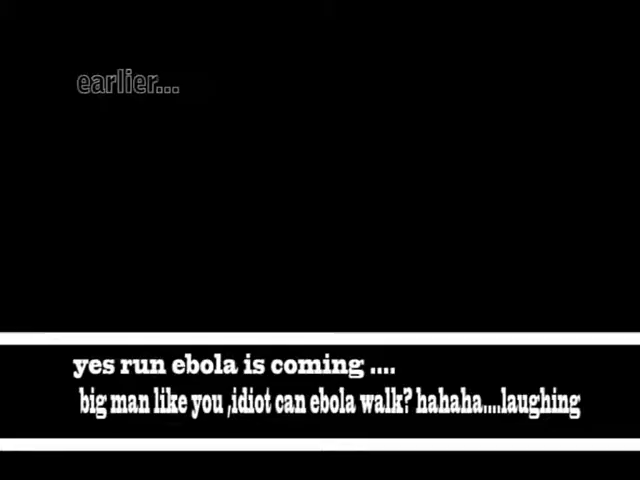 earlier...
yes run ebola is coming ....
big man like you ,idiot can ebola walk? hahaha....laughing